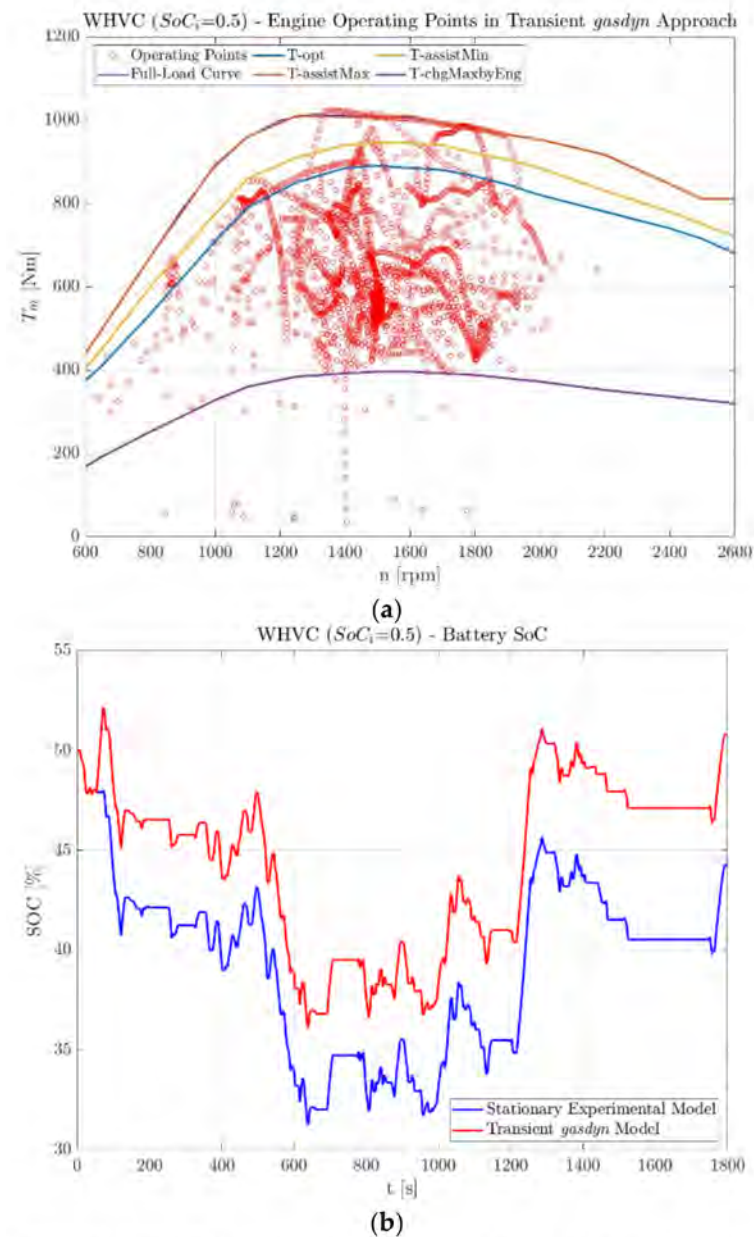 WHVC (SoCi=0.5) - Engine Operating Points in Transient gasdyn Approach
1200
Operating Points T-opt T-assistMin
Full-Load Curve T-assistMax T-chgMaxbyEng
1000
800
600
400
200
0
Tm [Nm]
600 800 1000 1200 1400 1600 1800 2000 2200 2400 2600
n [rpm]
(a)
WHVC (SoCi=0.5) - Battery SoC
55
50
45
40
35
30
SOC [%]
Stationary Experimental Model
Transient gasdyn Model
0 200 400 600 800 1000 1200 1400 1600 1800
t [s]
(b)